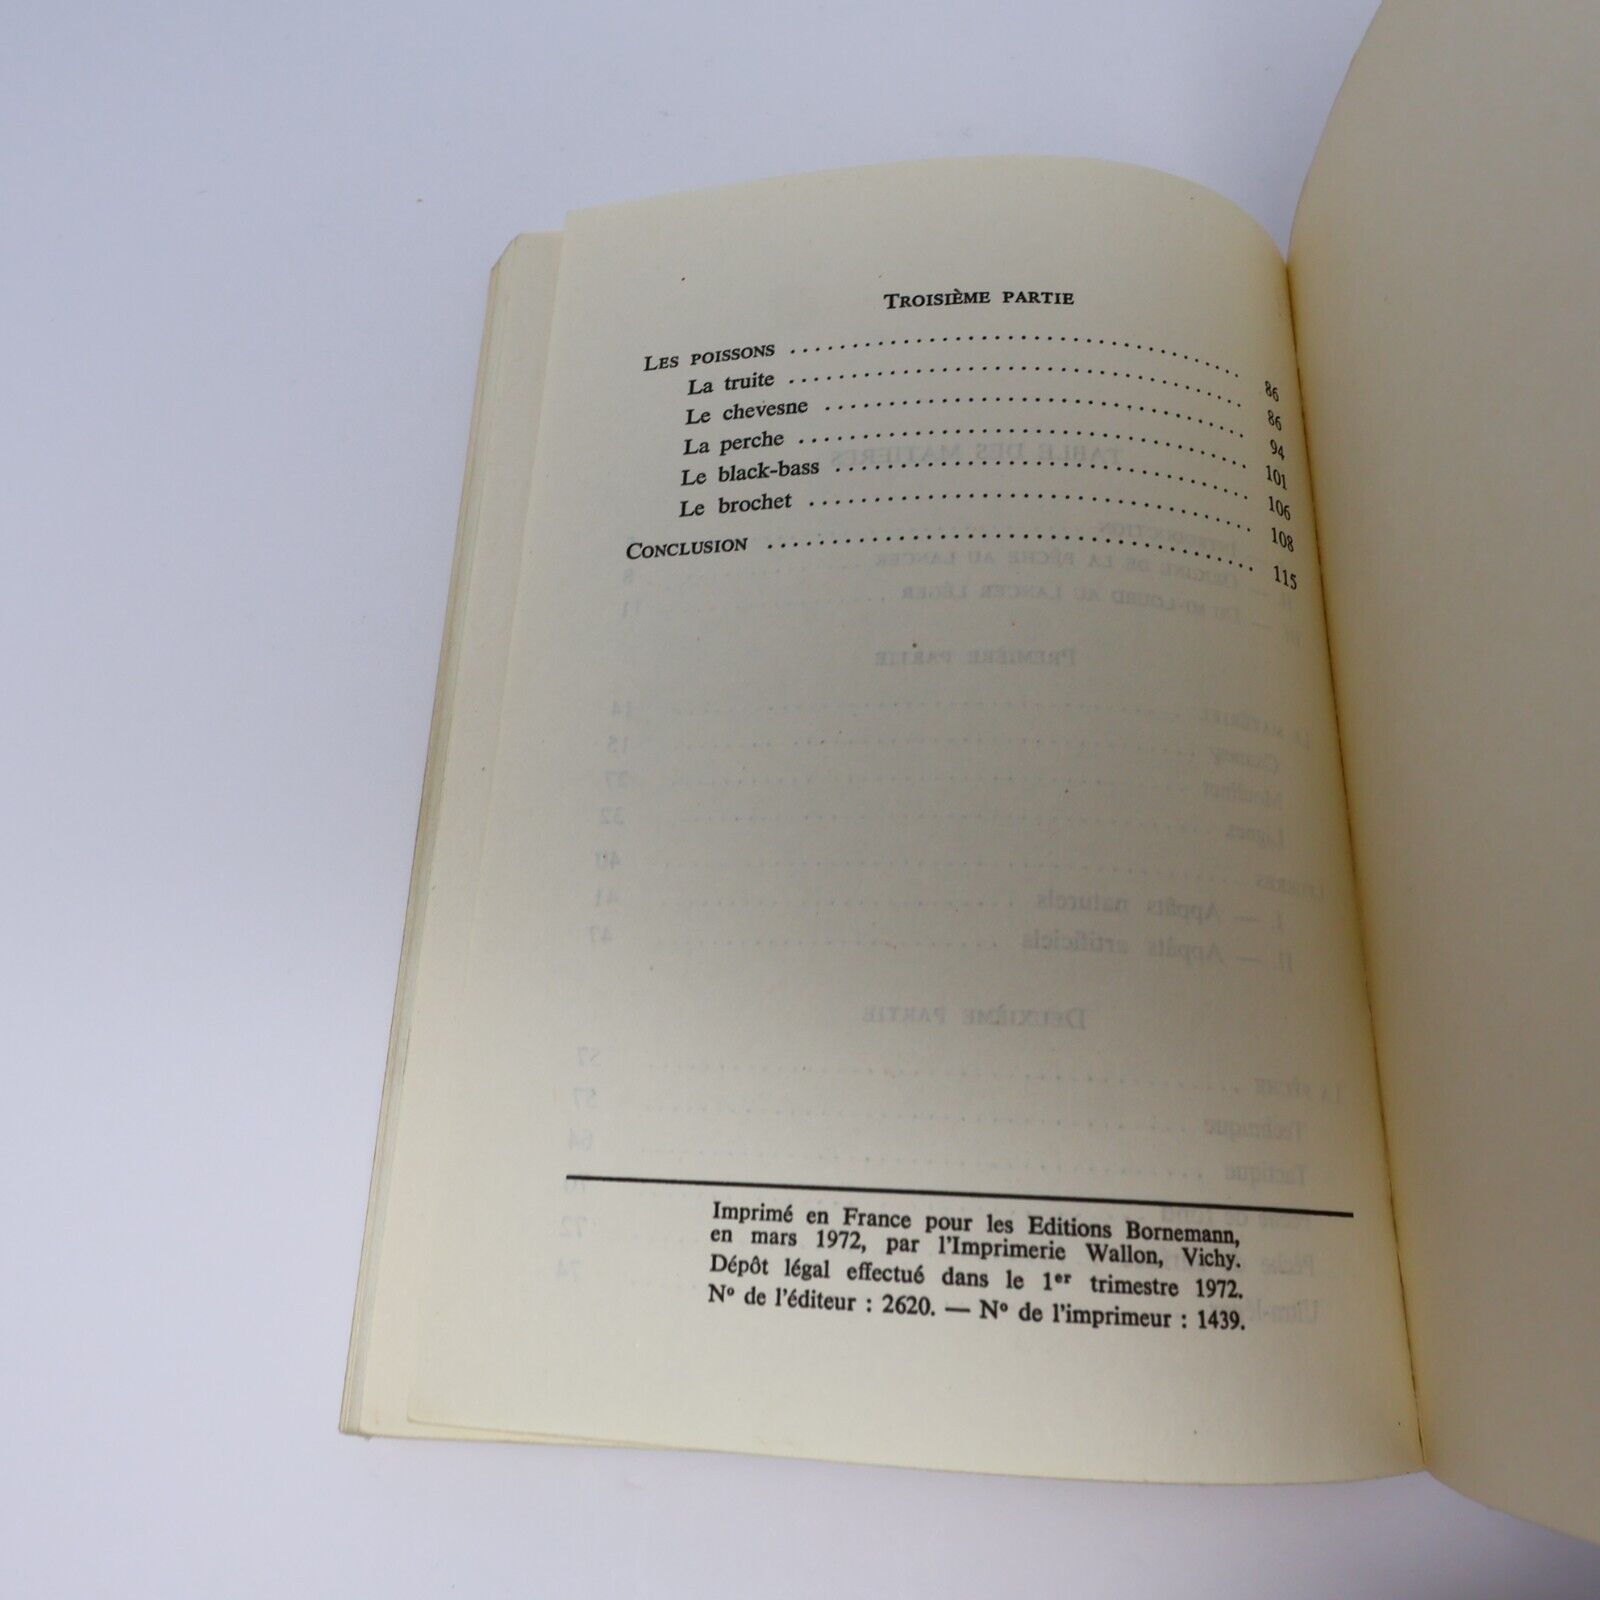 TROISIÈME PARTIE
LES POISSONS ........................ 86
La truite ........................ 86
Le chevesne ........................ 94
La perche ........................ 101
Le black-bass ........................ 106
Le brochet ........................ 108
CONCLUSION ........................ 115
Imprimé en France pour les Editions Bornemann,
en mars 1972, par l'Imprimerie Wallon, Vichy.
Dépôt légal effectué dans le 1er trimestre 1972.
Nº de l'éditeur : 2620. — Nº de l'imprimeur : 1439.